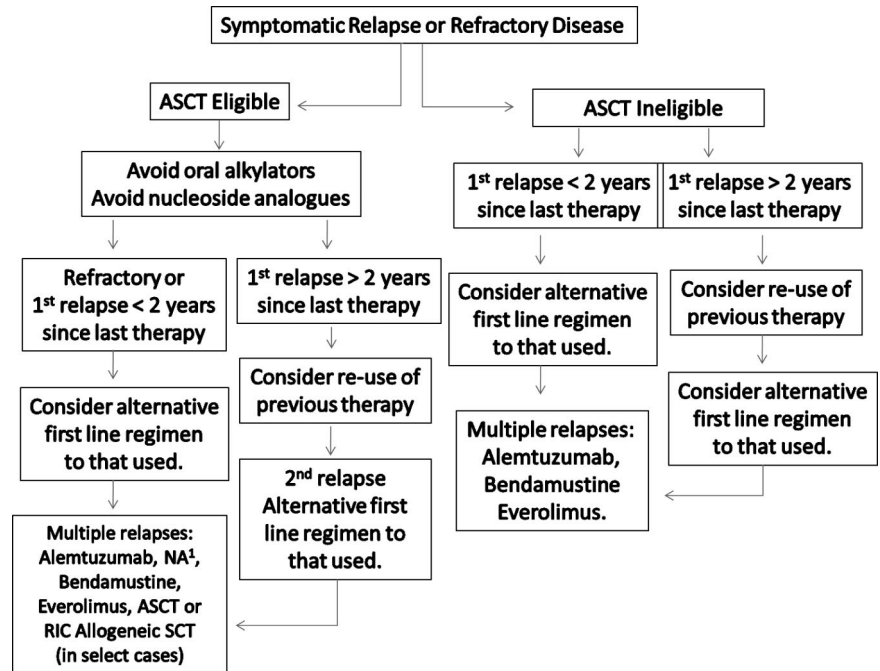 Symptomatic Relapse or Refractory Disease
ASCT Eligible
ASCT Ineligible
Avoid oral alkylators
Avoid nucleoside analogues
1st relapse < 2 years
since last therapy
1st relapse > 2 years
since last therapy
Refractory or
1st relapse < 2 years
since last therapy
1st relapse > 2 years
since last therapy
Consider alternative
first line regimen
to that used.
Consider re-use of
previous therapy
Consider alternative
first line regimen
to that used.
Consider re-use of
previous therapy
Multiple relapses:
Alemtuzumab,
Bendamustine
Everolimus.
Consider alternative
first line regimen
to that used.
2nd relapse
Alternative first
line regimen to
that used.
Multiple relapses:
Alemtuzumab, NA1,
Bendamustine,
Everolimus, ASCT or
RIC Allogeneic SCT
(in select cases)